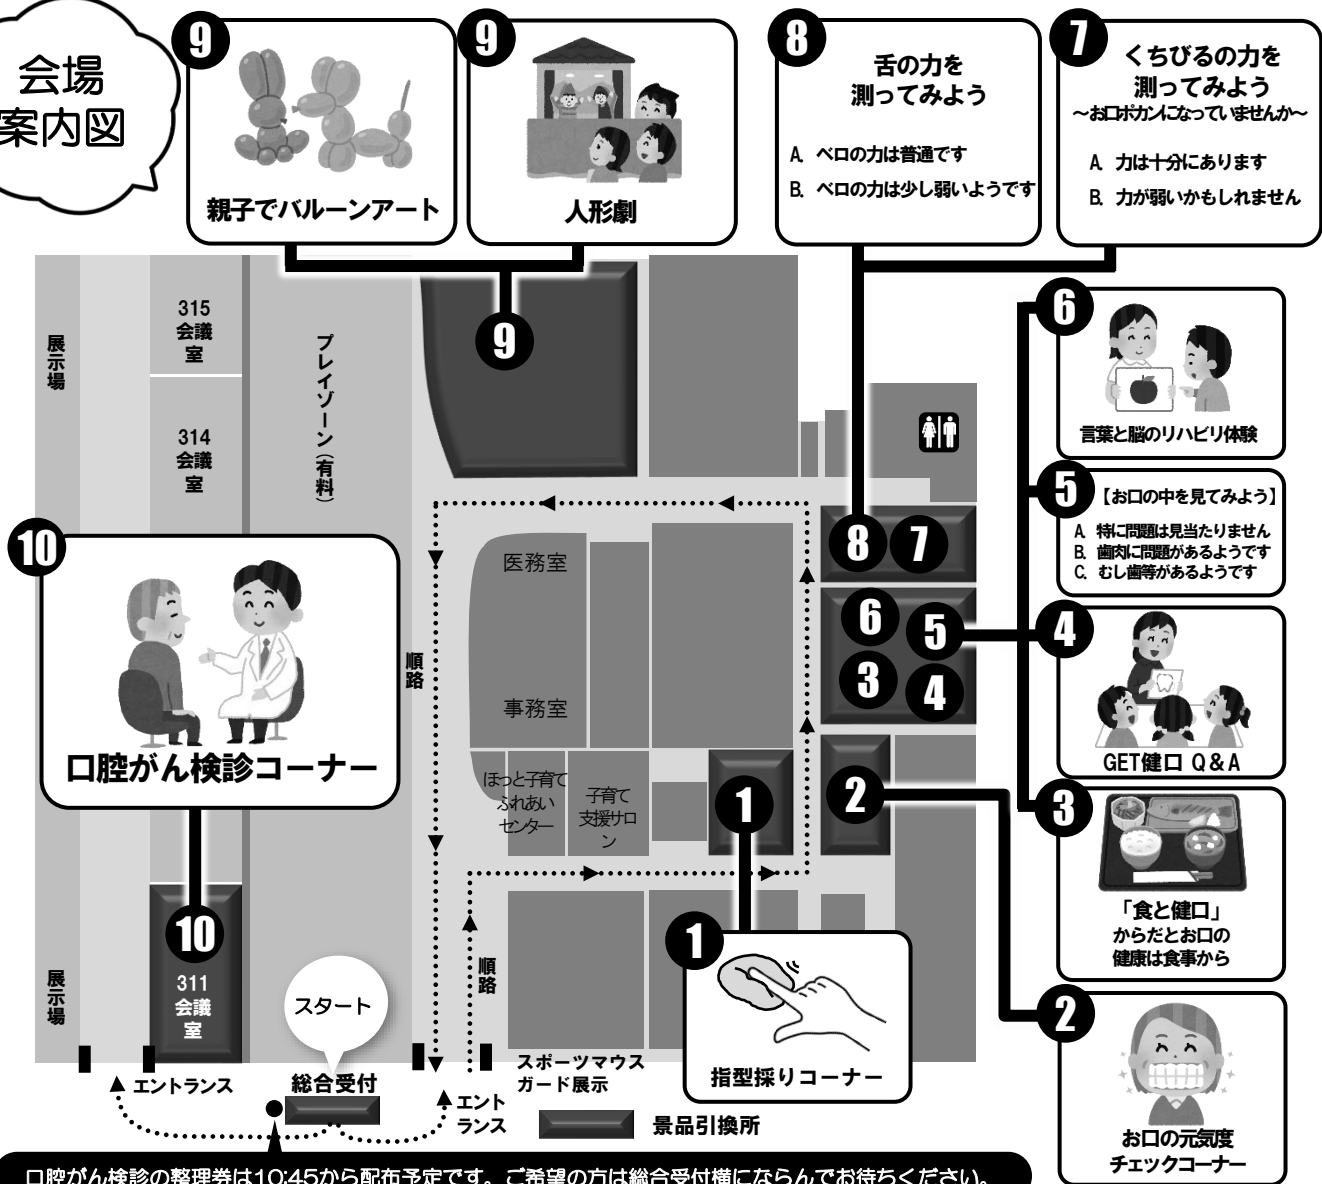 会場
案内図
9
親子でバルーンアート
9
人形劇
8
舌の力を
測ってみよう
A. ベロの力は普通です
B. ベロの力は少し弱いようです
7
くちびるの力を
測ってみよう
～お口ポカンになっていませんか～
A. 力は十分にあります
B. 力が弱いかもしれません
6
言葉と脳のリハビリ体験
5
【お口の中を見てみよう】
A. 特に問題は見当たりません
B. 歯肉に問題があるようです
C. むし歯等があるようです
4
GET健口 Q＆A
3
「食と健口」
からだとお口の
健康は食事から
2
お口の元気度
チェックコーナー
1
指型採りコーナー
10
口腔がん検診コーナー
展示場
315
会議
室
314
会議
室
プレイゾーン（有料）
9
8 7
6 5
3 4
2
1
医務室
事務室
ほっと子育て
ふれあい
センター
子育て
支援サロ
ン
順路
順路
10
311
会議
室
展示場
スタート
エントランス
総合受付
エント
ランス
スポーツマウス
ガード展示
景品引換所
口腔がん検診の整理券は10:45から配布予定です。ご希望の方は総合受付横にならんでお待ちください。